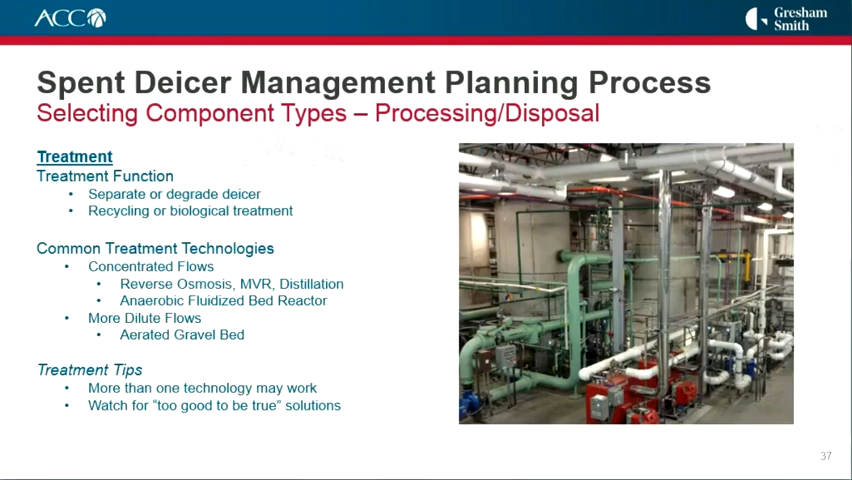 ACC
Gresham
Smith
Spent Deicer Management Planning Process
Selecting Component Types – Processing/Disposal
Treatment
Treatment Function
• Separate or degrade deicer
• Recycling or biological treatment
Common Treatment Technologies
• Concentrated Flows
• Reverse Osmosis, MVR, Distillation
• Anaerobic Fluidized Bed Reactor
• More Dilute Flows
• Aerated Gravel Bed
Treatment Tips
• More than one technology may work
• Watch for “too good to be true” solutions
37